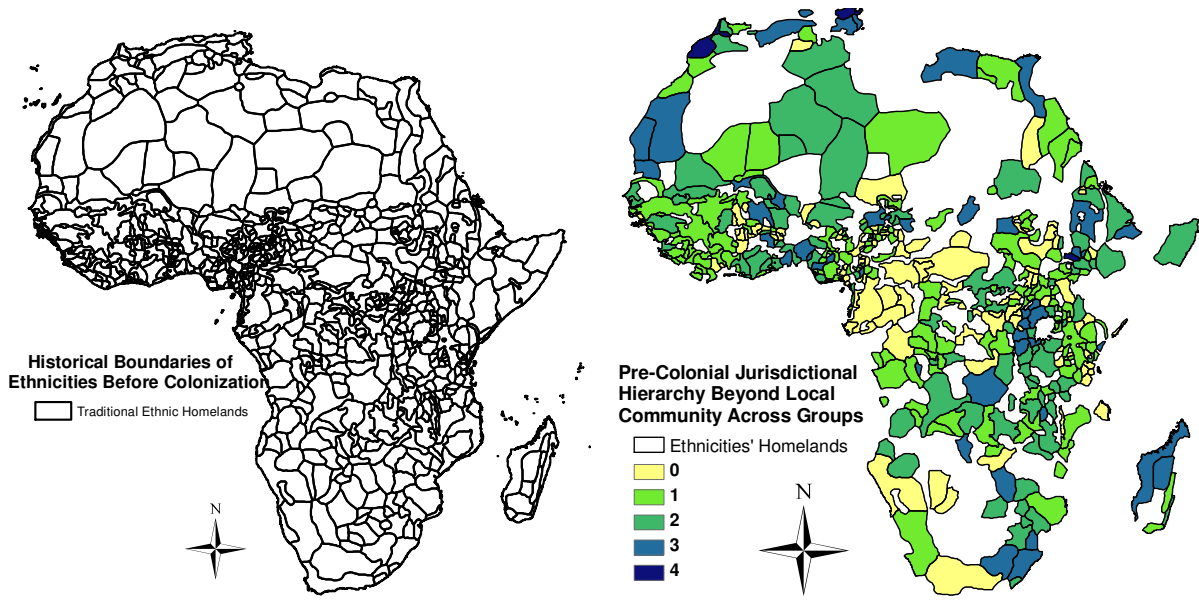 Historical Boundaries of
Ethnicities Before Colonization
Traditional Ethnic Homelands
N
Pre-Colonial Jurisdictional
Hierarchy Beyond Local
Community Across Groups
Ethnicities' Homelands
0
1
2
3
4
N